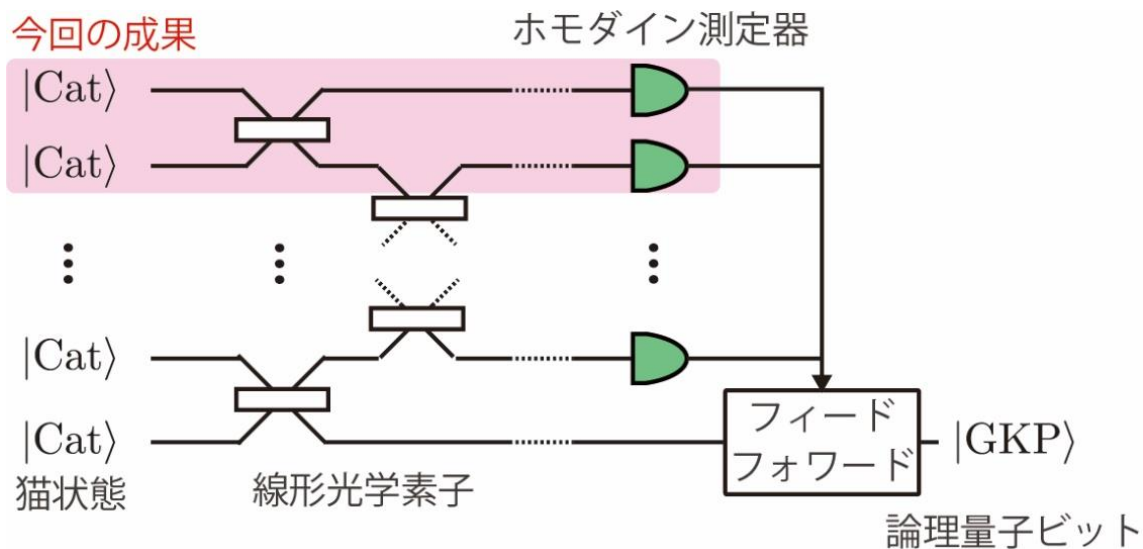 今回の成果
ホモダイン測定器
|Cat⟩
|Cat⟩
|Cat⟩
|Cat⟩
フィード
フォワード
|GKP⟩
猫状態
線形光学素子
論理量子ビット